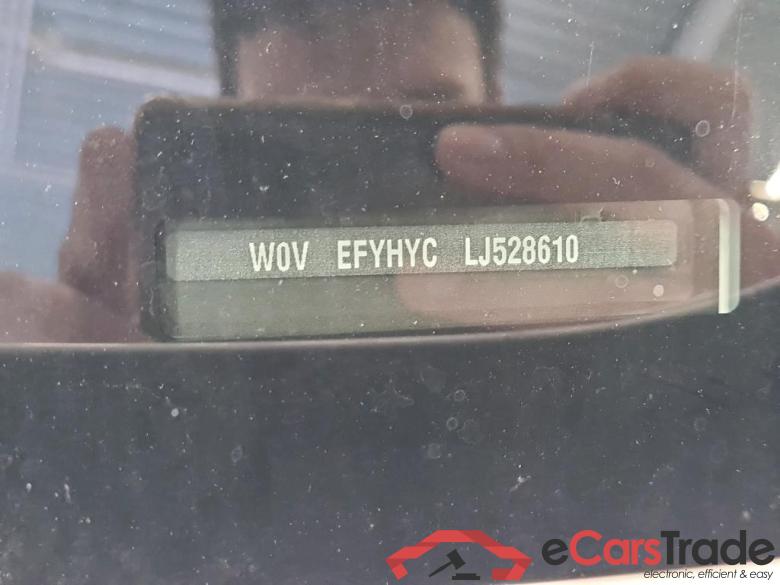 W0V EFYHYC LJ528610
eCarsTrade
electronic, efficient & easy